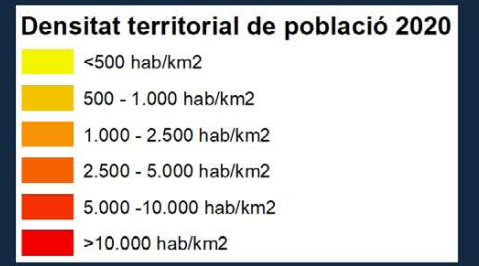 Densitat territorial de població 2020
<500 hab/km2
500 - 1.000 hab/km2
1.000 - 2.500 hab/km2
2.500 - 5.000 hab/km2
5.000 -10.000 hab/km2
>10.000 hab/km2